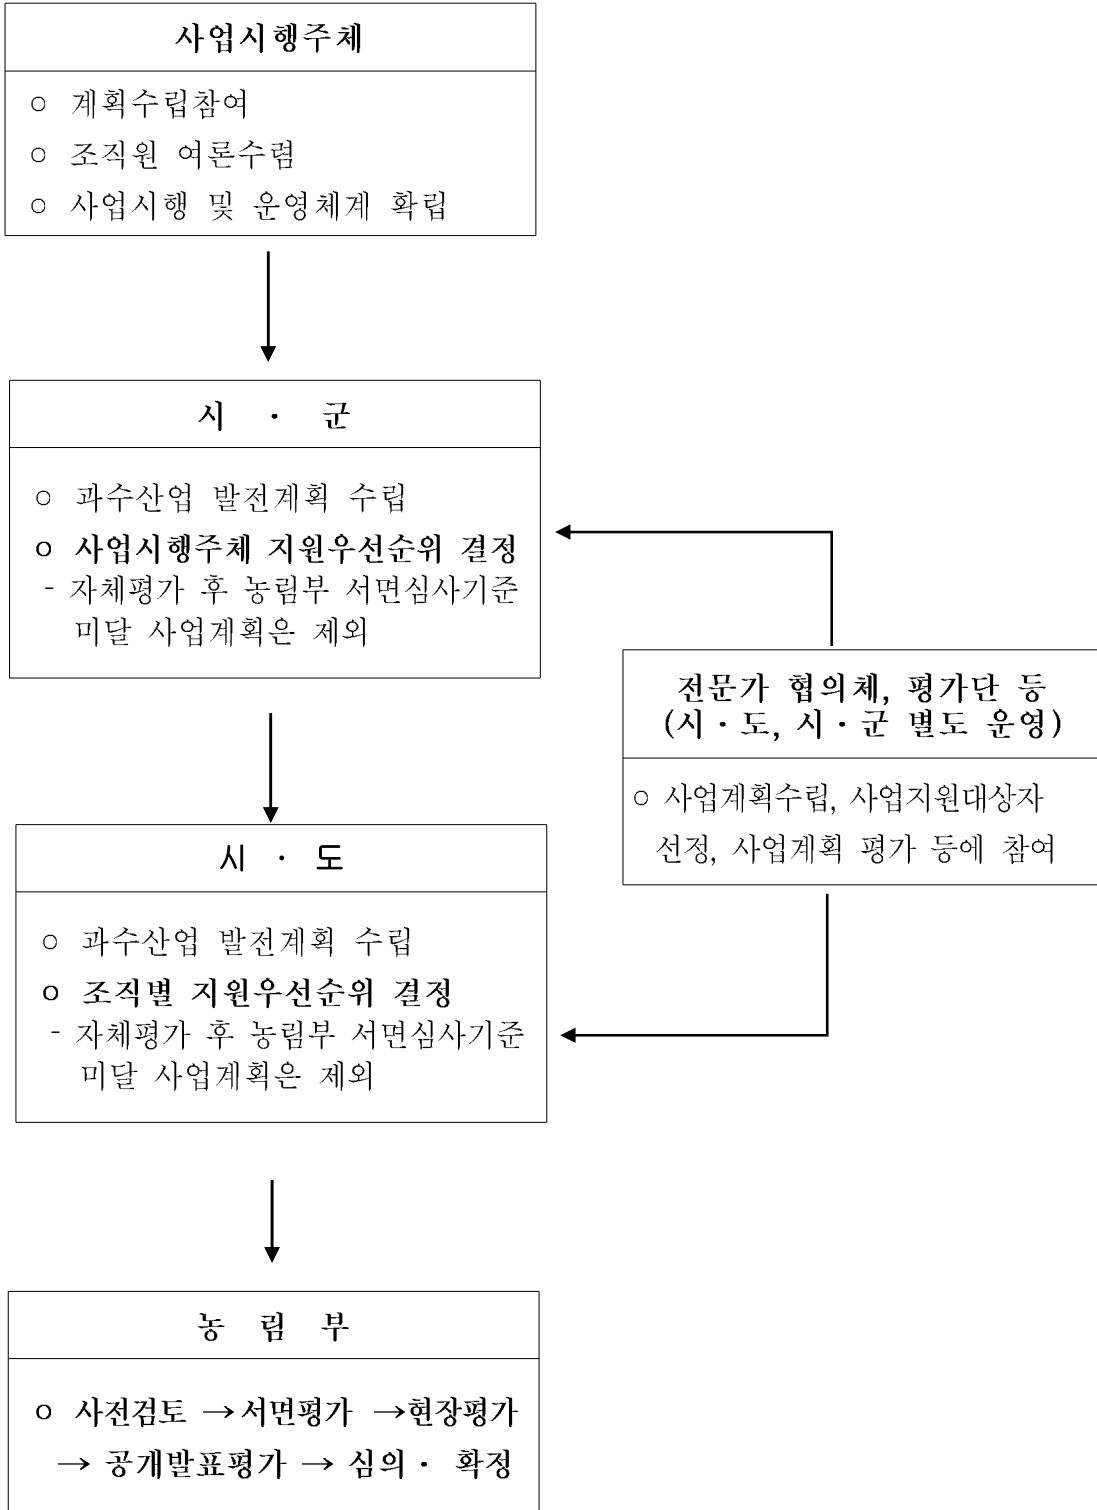 사업시행주체
○ 계획수립참여
○ 조직원 여론수렴
○ 사업시행 및 운영체계 확립
시 · 군
○ 과수산업 발전계획 수립
○ 사업시행주체 지원우선순위 결정
- 자체평가 후 농림부 서면심사기준
미달 사업계획은 제외
전문가 협의체, 평가단 등
(시·도, 시·군 별도 운영)
○ 사업계획수립, 사업지원대상자
선정, 사업계획 평가 등에 참여
시 · 도
○ 과수산업 발전계획 수립
○ 조직별 지원우선순위 결정
- 자체평가 후 농림부 서면심사기준
미달 사업계획은 제외
농 림 부
○ 사전검토 →서면평가 →현장평가
→ 공개발표평가 → 심의· 확정